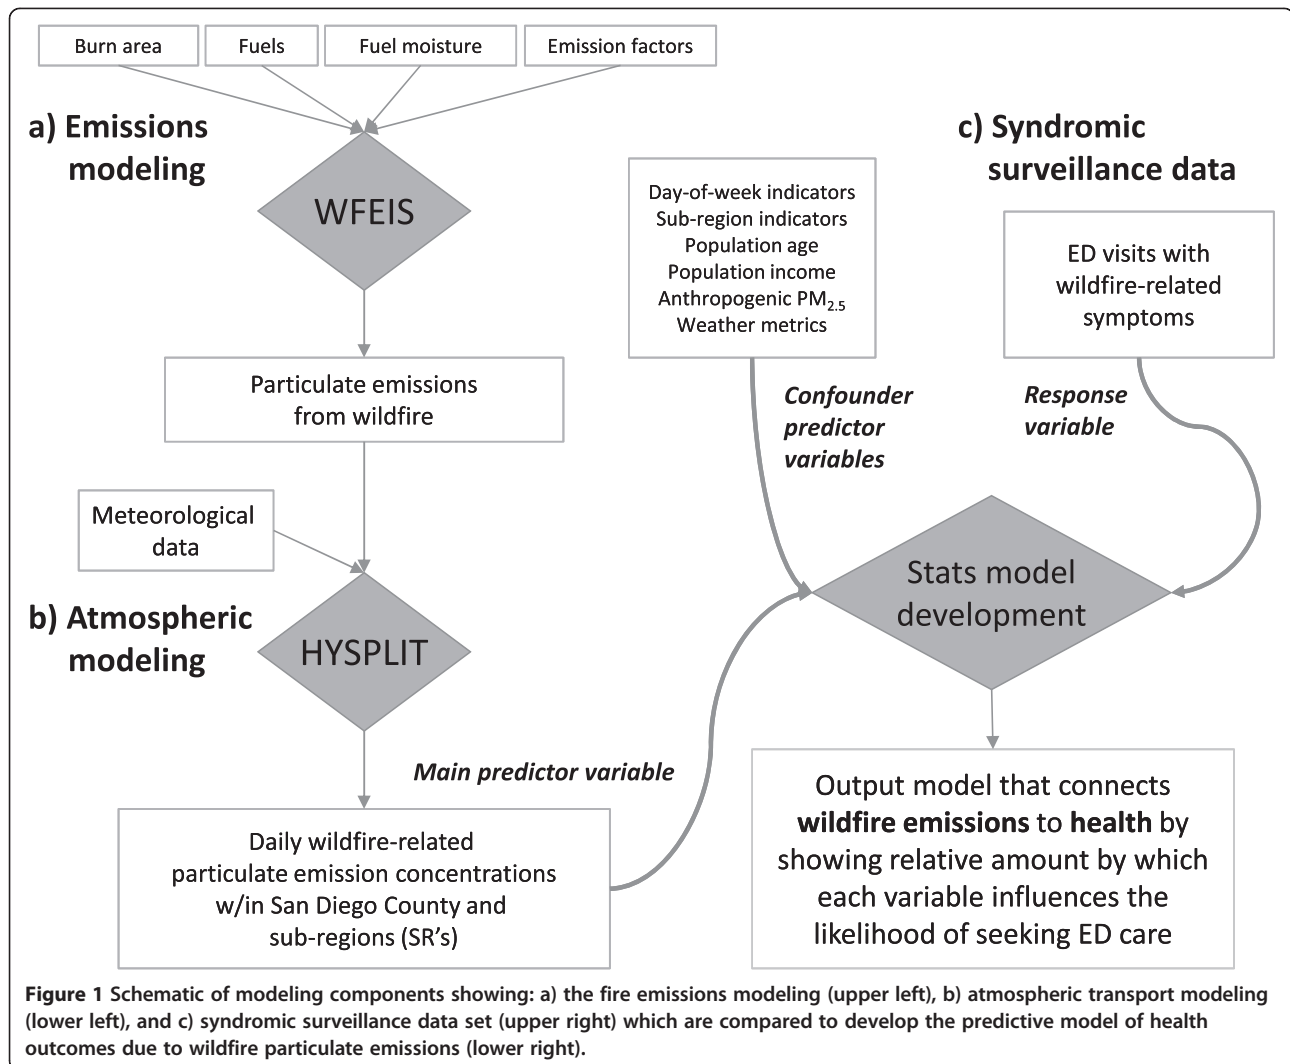 Burn area
Fuels
Fuel moisture
Emission factors
a) Emissions
modeling
WFEIS
Particulate emissions
from wildfire
Meteorological
data
b) Atmospheric
modeling
HYSPLIT
Main predictor variable
Daily wildfire-related
particulate emission concentrations
w/in San Diego County and
sub-regions (SR's)
Day-of-week indicators
Sub-region indicators
Population age
Population income
Anthropogenic PM2.5
Weather metrics
Confounder
predictor
variables
c) Syndromic
surveillance data
ED visits with
wildfire-related
symptoms
Response
variable
Stats model
development
Output model that connects
wildfire emissions to health by
showing relative amount by which
each variable influences the
likelihood of seeking ED care
Figure 1 Schematic of modeling components showing: a) the fire emissions modeling (upper left), b) atmospheric transport modeling
(lower left), and c) syndromic surveillance data set (upper right) which are compared to develop the predictive model of health
outcomes due to wildfire particulate emissions (lower right).